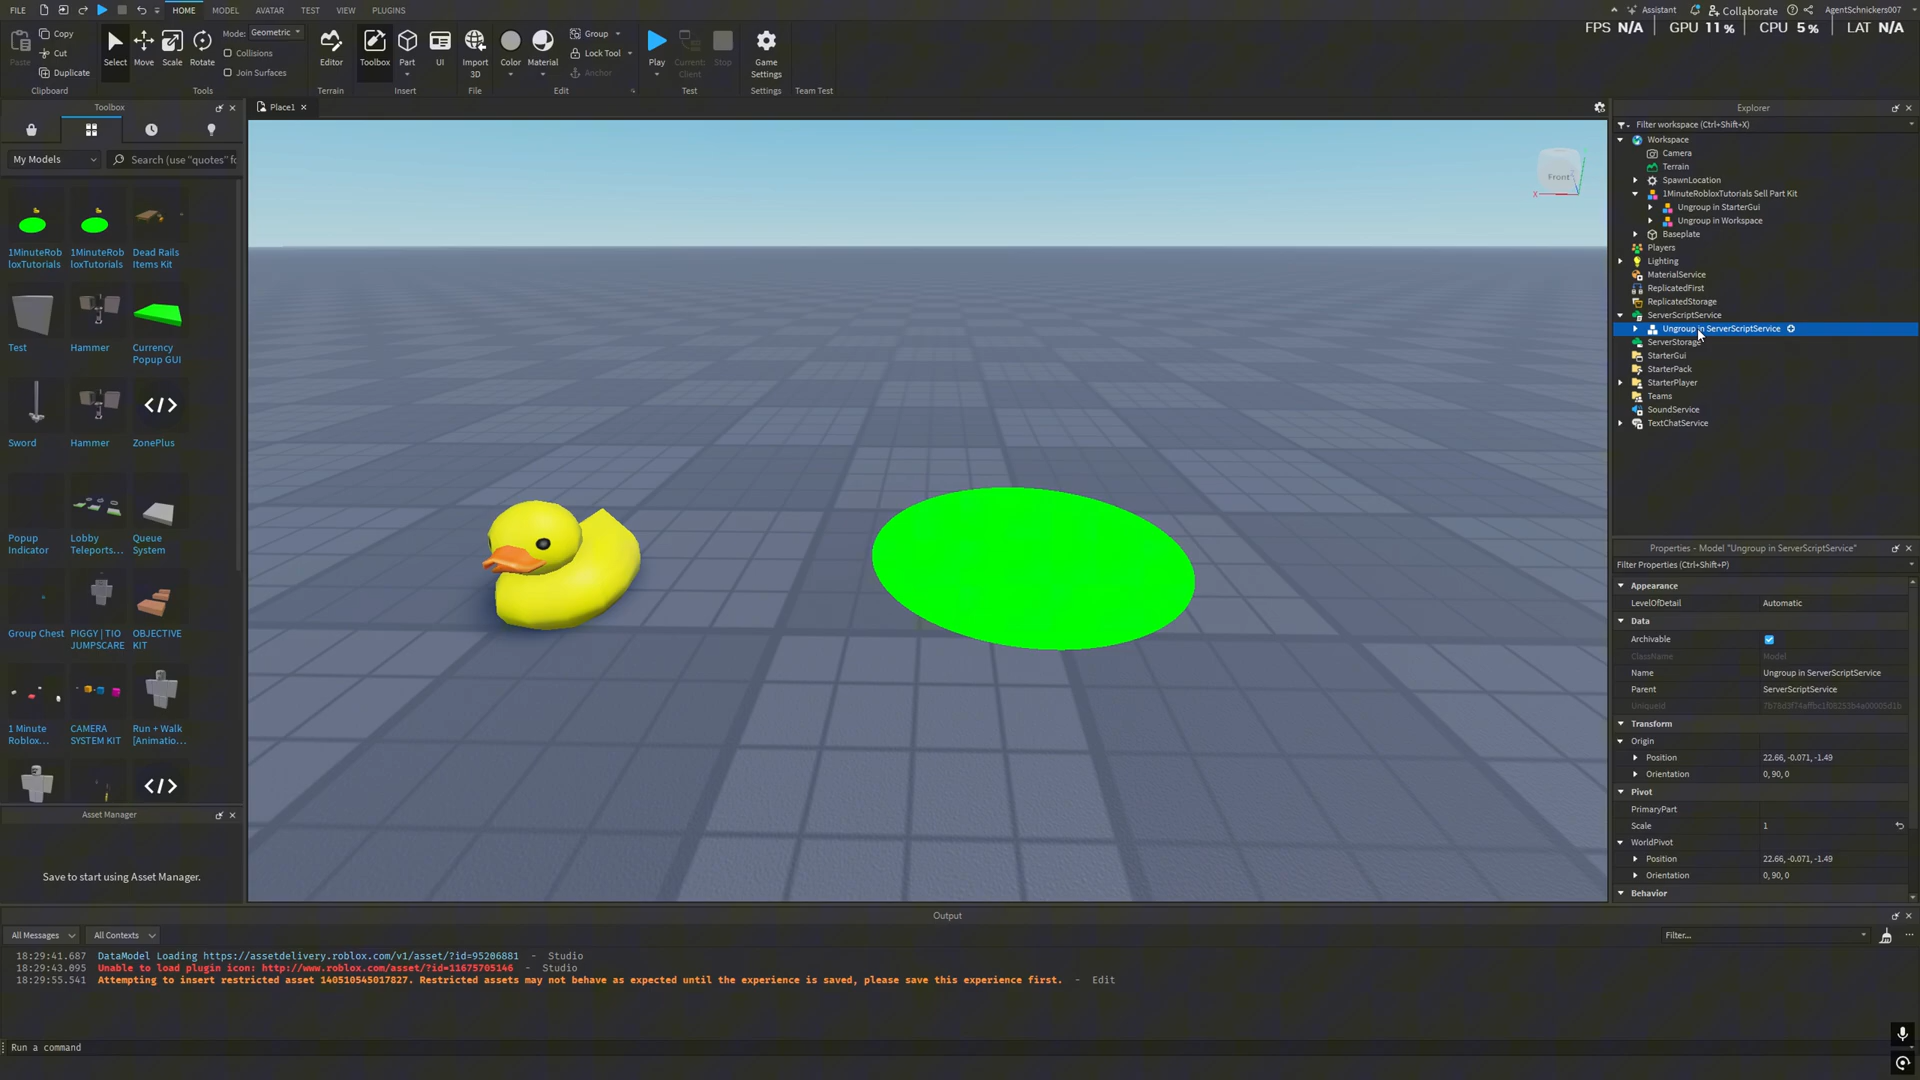 FILE
HOME
MODEL
AVATAR
TEST
VIEW
PLUGINS
Assistant
Collaborate
AgentSchnickers007
FPS N/A
GPU 11 %
CPU 5 %
LAT N/A
Paste
Copy
Cut
Duplicate
Clipboard
Select
Move
Scale
Rotate
Mode:
Geometric
Collisions
Join Surfaces
Tools
Editor
Terrain
Toolbox
Part
UI
Insert
Import
3D
File
Color
Material
Group
Lock Tool
Anchor
Edit
Play
Current:
Client
Stop
Test
Game
Settings
Settings
Team Test
Toolbox
My Models
Search (use "quotes" fo
1MinuteRob
loxTutorials
1MinuteRob
loxTutorials
Dead Rails
Items Kit
Test
Hammer
Currency
Popup GUI
Sword
Hammer
ZonePlus
Popup
Indicator
Lobby
Teleports...
Queue
System
Group Chest
PIGGY | TIO
JUMPSCARE
OBJECTIVE
KIT
1 Minute
Roblox...
CAMERA
SYSTEM KIT
Run + Walk
[Animatio...
Asset Manager
Save to start using Asset Manager.
Place1
Front
X
Explorer
Filter workspace (Ctrl+Shift+X)
Workspace
Camera
Terrain
SpawnLocation
1MinuteRobloxTutorials Sell Part Kit
Ungroup in StarterGui
Ungroup in Workspace
Baseplate
Players
Lighting
MaterialService
ReplicatedFirst
ReplicatedStorage
ServerScriptService
Ungroup in ServerScriptService
ServerStorage
StarterGui
StarterPack
StarterPlayer
Teams
SoundService
TextChatService
Properties - Model "Ungroup in ServerScriptService"
Filter Properties (Ctrl+Shift+P)
Appearance
LevelOfDetail Automatic
Data
Archivable
ClassName Model
Name Ungroup in ServerScriptService
Parent ServerScriptService
UniqueId
Transform
Origin
Position 22.66, -0.071, -1.49
Orientation 0, 90, 0
Pivot
PrimaryPart
Scale 1
WorldPivot
Position 22.66, -0.071, -1.49
Orientation 0, 90, 0
Behavior
Output
All Messages
All Contexts
Filter...
18:29:41.687 DataModel Loading https://assetdelivery.roblox.com/v1/asset/?id=95206881 - Studio
18:29:43.095 Unable to load plugin icon: http://www.roblox.com/asset/?id=11675705146 - Studio
18:29:55.541 Attempting to insert restricted asset 140510545017827. Restricted assets may not behave as expected until the experience is saved, please save this experience first. - Edit
Run a command